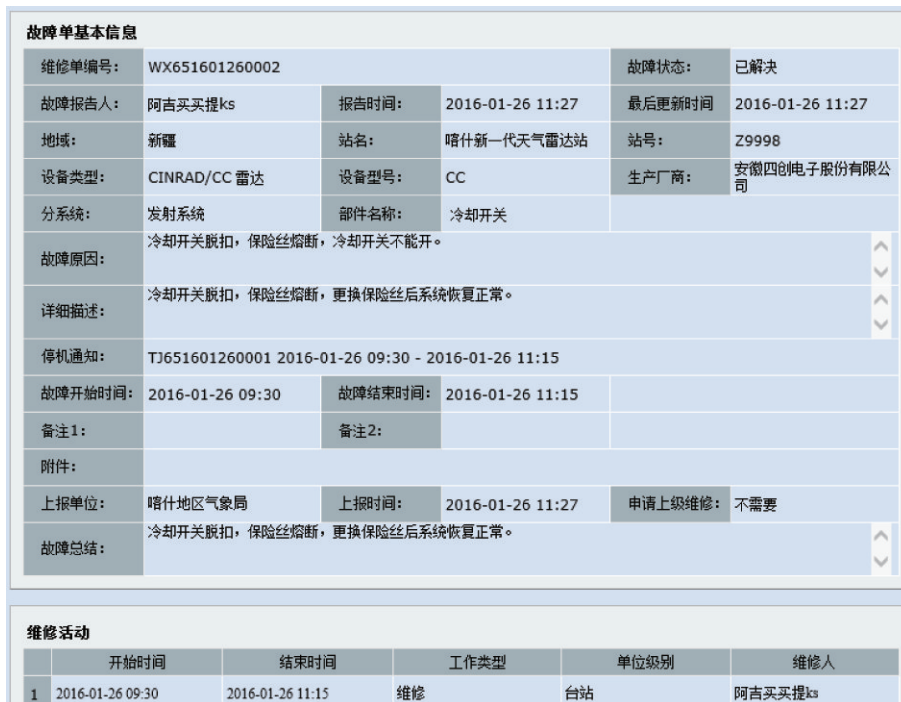 故障单基本信息
维修单编号： WX651601260002 故障状态： 已解决
故障报告人： 阿吉买买提ks 报告时间： 2016-01-26 11:27 最后更新时间 2016-01-26 11:27
地域： 新疆 站名： 喀什新一代天气雷达站 站号： Z9998
设备类型： CINRAD/CC 雷达 设备型号： CC 生产厂商： 安徽四创电子股份有限公
司
分系统： 发射系统 部件名称： 冷却开关
故障原因： 冷却开关脱扣，保险丝熔断，冷却开关不能开。
详细描述： 冷却开关脱扣，保险丝熔断，更换保险丝后系统恢复正常。
停机通知： TJ651601260001 2016-01-26 09:30 - 2016-01-26 11:15
故障开始时间： 2016-01-26 09:30 故障结束时间： 2016-01-26 11:15
备注1： 备注2：
附件：
上报单位： 喀什地区气象局 上报时间： 2016-01-26 11:27 申请上级维修： 不需要
故障总结： 冷却开关脱扣，保险丝熔断，更换保险丝后系统恢复正常。
维修活动
开始时间 结束时间 工作类型 单位级别 维修人
1 2016-01-26 09:30 2016-01-26 11:15 维修 台站 阿吉买买提ks